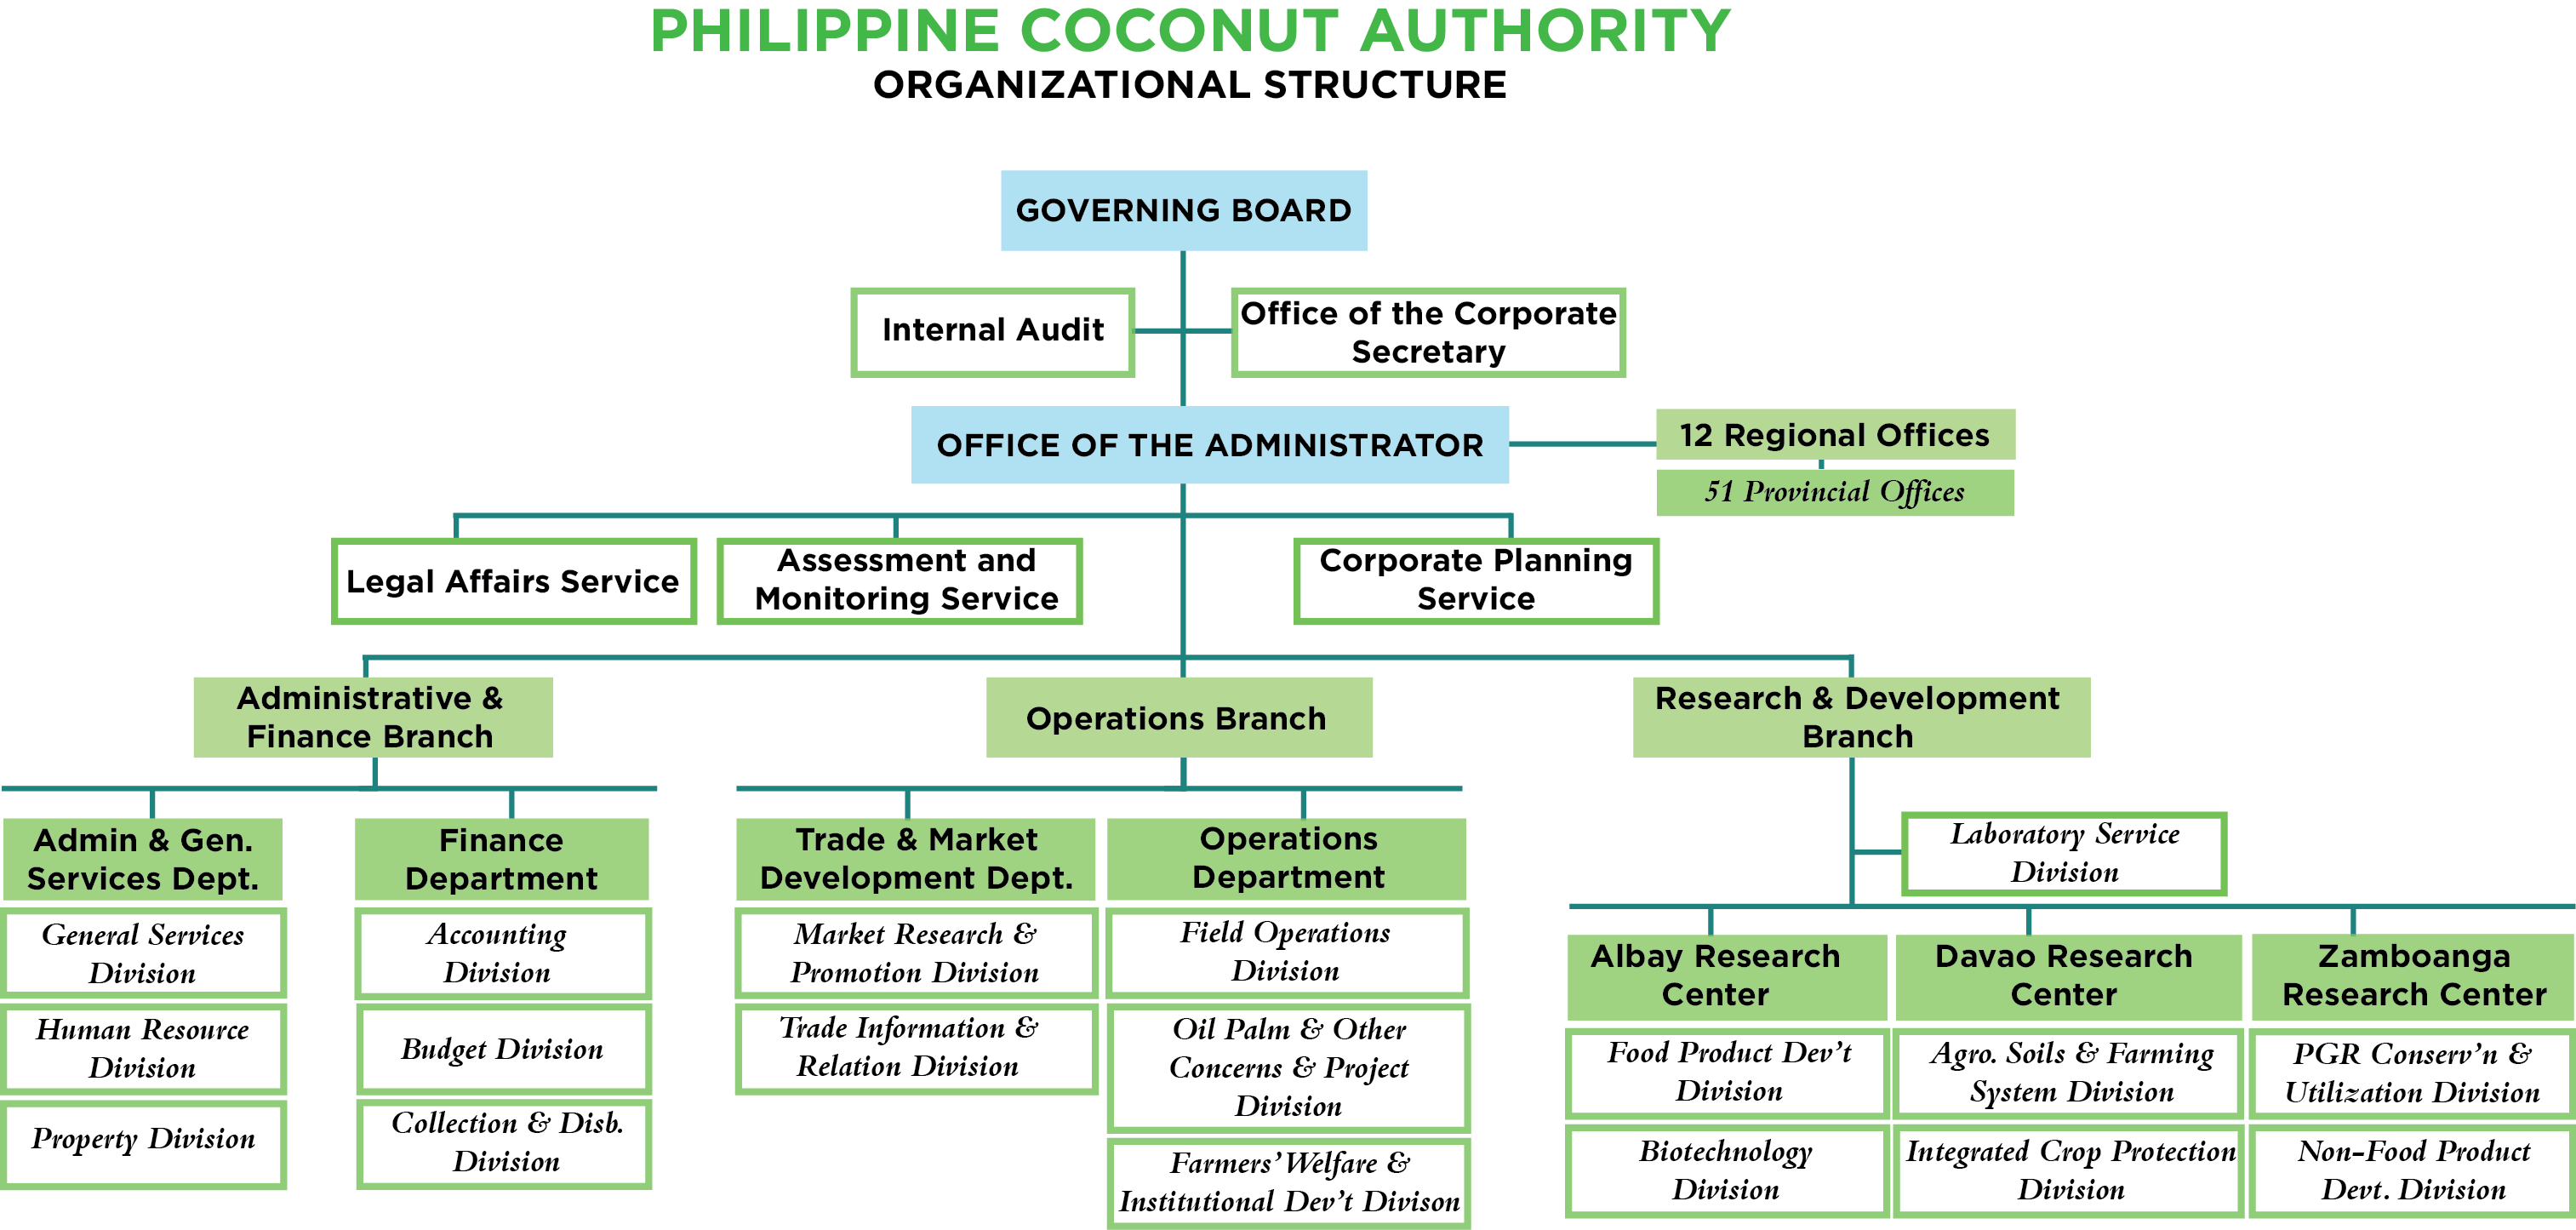 PHILIPPINE COCONUT AUTHORITY
ORGANIZATIONAL STRUCTURE
GOVERNING BOARD
Internal Audit
Office of the Corporate
Secretary
OFFICE OF THE ADMINISTRATOR
12 Regional Offices
51 Provincial Offices
Legal Affairs Service
Assessment and
Monitoring Service
Corporate Planning
Service
Administrative &
Finance Branch
Operations Branch
Research & Development
Branch
Admin & Gen.
Services Dept.
General Services
Division
Human Resource
Division
Property Division
Finance
Department
Accounting
Division
Budget Division
Collection & Disb.
Division
Trade & Market
Development Dept.
Market Research &
Promotion Division
Trade Information &
Relation Division
Operations
Department
Field Operations
Division
Oil Palm & Other
Concerns & Project
Division
Farmers' Welfare &
Institutional Dev't Divison
Laboratory Service
Division
Albay Research
Center
Food Product Dev't
Division
Biotechnology
Division
Davao Research
Center
Agro. Soils & Farming
System Division
Integrated Crop Protection
Division
Zamboanga
Research Center
PGR Conserv'n &
Utilization Division
Non-Food Product
Devt. Division